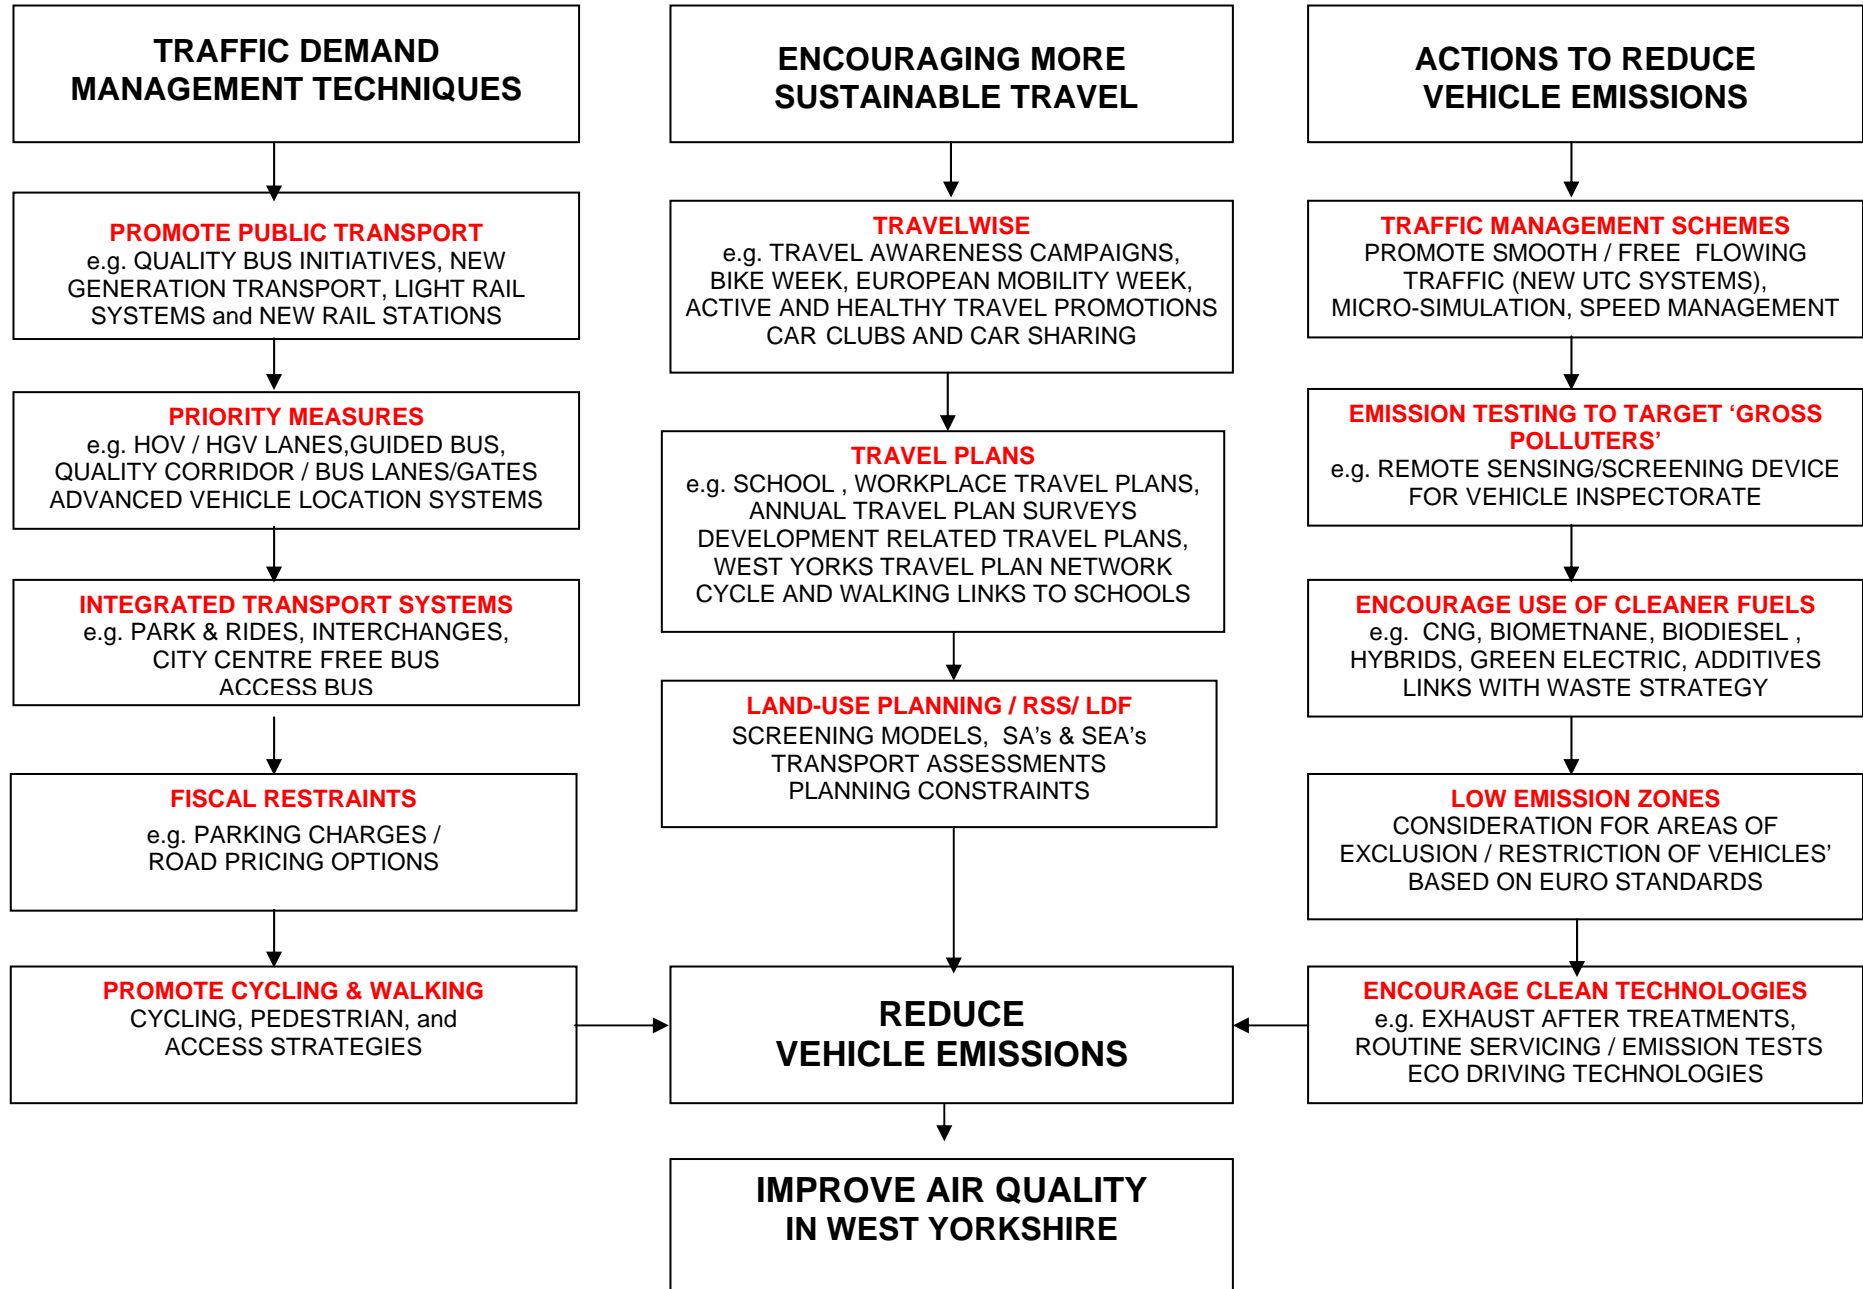 TRAFFIC DEMAND
MANAGEMENT TECHNIQUES
PROMOTE PUBLIC TRANSPORT
e.g. QUALITY BUS INITIATIVES, NEW
GENERATION TRANSPORT, LIGHT RAIL
SYSTEMS and NEW RAIL STATIONS
PRIORITY MEASURES
e.g. HOV / HGV LANES,GUIDED BUS,
QUALITY CORRIDOR / BUS LANES/GATES
ADVANCED VEHICLE LOCATION SYSTEMS
INTEGRATED TRANSPORT SYSTEMS
e.g. PARK & RIDES, INTERCHANGES,
CITY CENTRE FREE BUS
ACCESS BUS
FISCAL RESTRAINTS
e.g. PARKING CHARGES /
ROAD PRICING OPTIONS
PROMOTE CYCLING & WALKING
CYCLING, PEDESTRIAN, and
ACCESS STRATEGIES
ENCOURAGING MORE
SUSTAINABLE TRAVEL
TRAVELWISE
e.g. TRAVEL AWARENESS CAMPAIGNS,
BIKE WEEK, EUROPEAN MOBILITY WEEK,
ACTIVE AND HEALTHY TRAVEL PROMOTIONS
CAR CLUBS AND CAR SHARING
TRAVEL PLANS
e.g. SCHOOL , WORKPLACE TRAVEL PLANS,
ANNUAL TRAVEL PLAN SURVEYS
DEVELOPMENT RELATED TRAVEL PLANS,
WEST YORKS TRAVEL PLAN NETWORK
CYCLE AND WALKING LINKS TO SCHOOLS
LAND-USE PLANNING / RSS/ LDF
SCREENING MODELS, SA's & SEA's
TRANSPORT ASSESSMENTS
PLANNING CONSTRAINTS
ACTIONS TO REDUCE
VEHICLE EMISSIONS
TRAFFIC MANAGEMENT SCHEMES
PROMOTE SMOOTH / FREE FLOWING
TRAFFIC (NEW UTC SYSTEMS),
MICRO-SIMULATION, SPEED MANAGEMENT
EMISSION TESTING TO TARGET ‘GROSS
POLLUTERS’
e.g. REMOTE SENSING/SCREENING DEVICE
FOR VEHICLE INSPECTORATE
ENCOURAGE USE OF CLEANER FUELS
e.g. CNG, BIOMETNANE, BIODIESEL ,
HYBRIDS, GREEN ELECTRIC, ADDITIVES
LINKS WITH WASTE STRATEGY
LOW EMISSION ZONES
CONSIDERATION FOR AREAS OF
EXCLUSION / RESTRICTION OF VEHICLES’
BASED ON EURO STANDARDS
ENCOURAGE CLEAN TECHNOLOGIES
e.g. EXHAUST AFTER TREATMENTS,
ROUTINE SERVICING / EMISSION TESTS
ECO DRIVING TECHNOLOGIES
REDUCE
VEHICLE EMISSIONS
IMPROVE AIR QUALITY
IN WEST YORKSHIRE